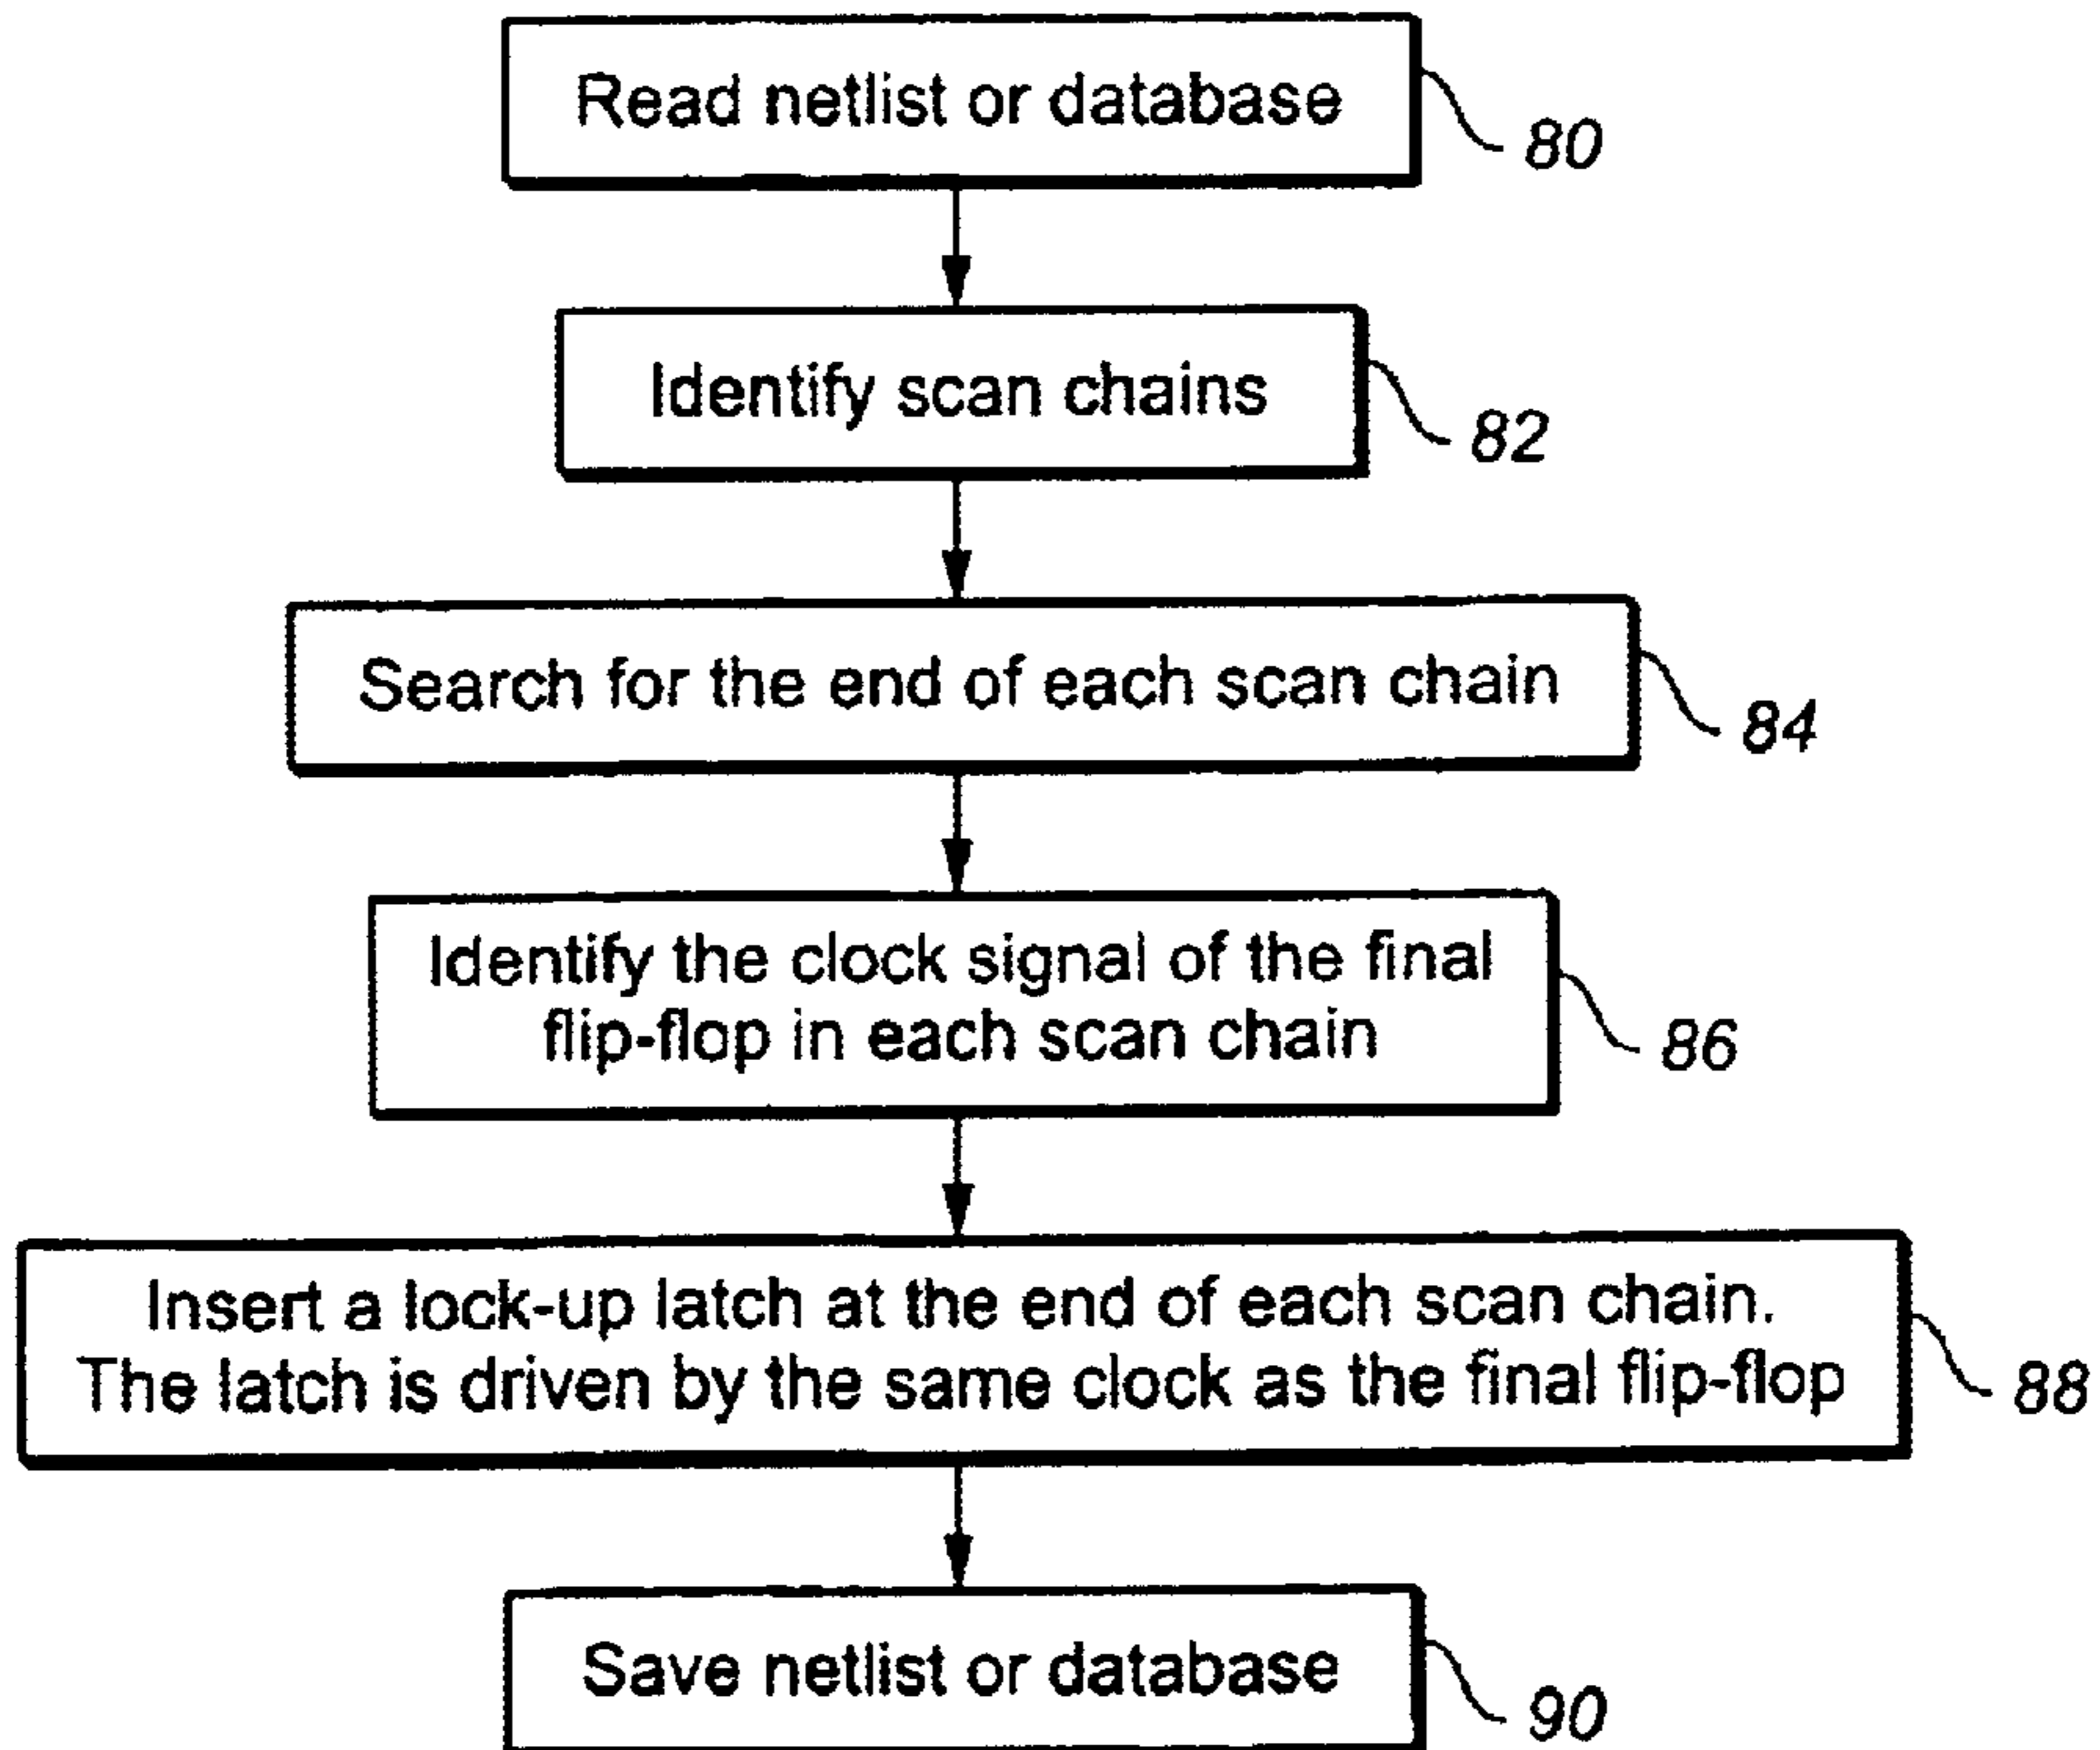 Read netlist or database
80
Identify scan chains
82
Search for the end of each scan chain
84
Identify the clock signal of the final
flip-flop in each scan chain
86
Insert a lock-up latch at the end of each scan chain.
The latch is driven by the same clock as the final flip-flop
88
Save netlist or database
90